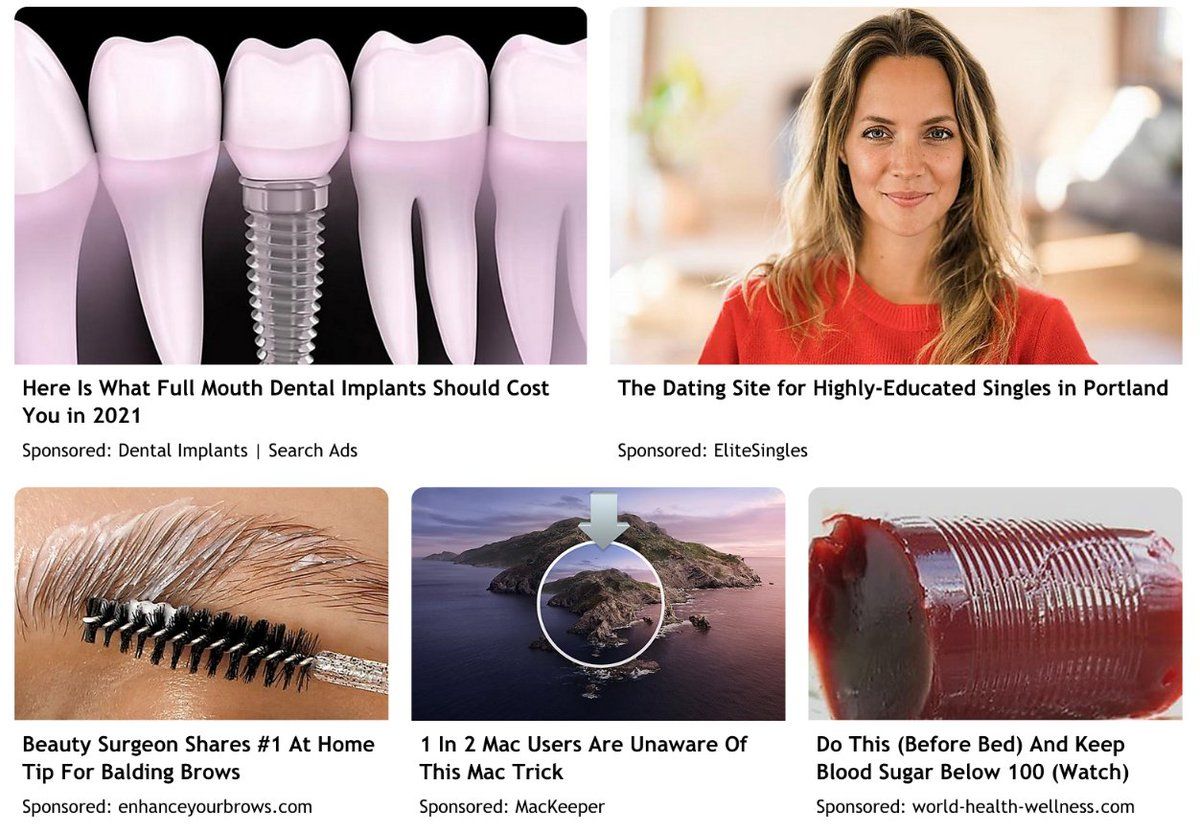 Here Is What Full Mouth Dental Implants Should Cost
You in 2021
Sponsored: Dental Implants | Search Ads
The Dating Site for Highly-Educated Singles in Portland
Sponsored: EliteSingles
Beauty Surgeon Shares #1 At Home
Tip For Balding Brows
Sponsored: enhanceyourbrows.com
1 In 2 Mac Users Are Unaware Of
This Mac Trick
Sponsored: MacKeeper
Do This (Before Bed) And Keep
Blood Sugar Below 100 (Watch)
Sponsored: world-health-wellness.com